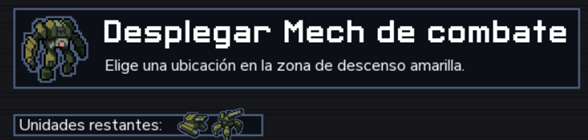 Desplegar Mech de combate
Elige una ubicación en la zona de descenso amarilla.
Unidades restantes: